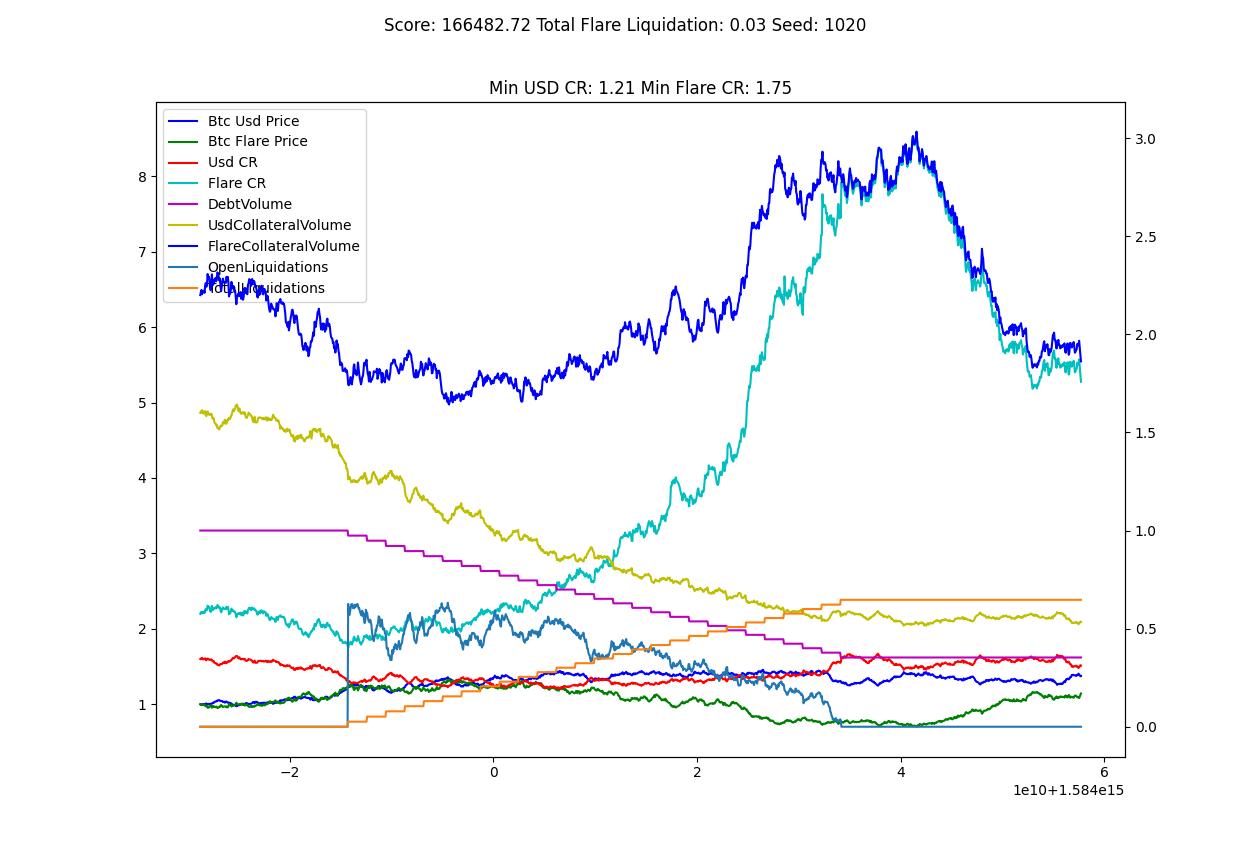 Score: 166482.72 Total Flare Liquidation: 0.03 Seed: 1020
Min USD CR: 1.21 Min Flare CR: 1.75
Btc Usd Price
Btc Flare Price
Usd CR
Flare CR
DebtVolume
UsdCollateralVolume
FlareCollateralVolume
OpenLiquidations
TotalLiquidations
8
7
6
5
4
3
2
1
3.0
2.5
2.0
1.5
1.0
0.5
0.0
−2
0
2
4
6
1e10+1.584e15